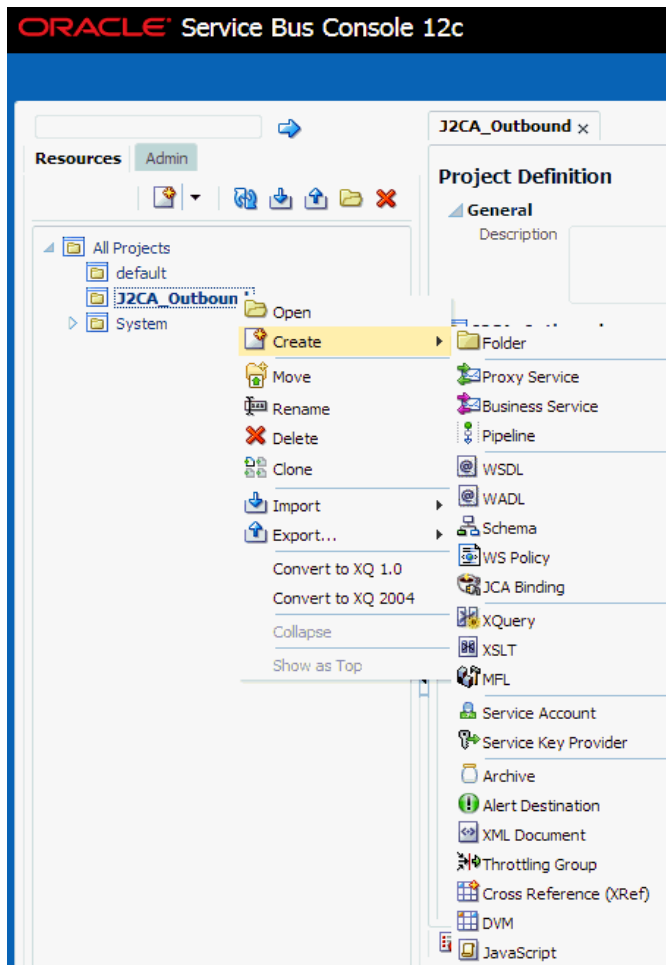 ORACLE Service Bus Console 12c
Resources
Admin
All Projects
default
J2CA_Outboun
System
Open
Create
Move
Rename
Delete
Clone
Import
Export...
Convert to XQ 1.0
Convert to XQ 2004
Collapse
Show as Top
J2CA_Outbound
Project Definition
General
Description
Folder
Proxy Service
Business Service
Pipeline
WSDL
WADL
Schema
WS Policy
JCA Binding
XQuery
XSLT
MFL
Service Account
Service Key Provider
Archive
Alert Destination
XML Document
Throttling Group
Cross Reference (XRef)
DVM
JavaScript